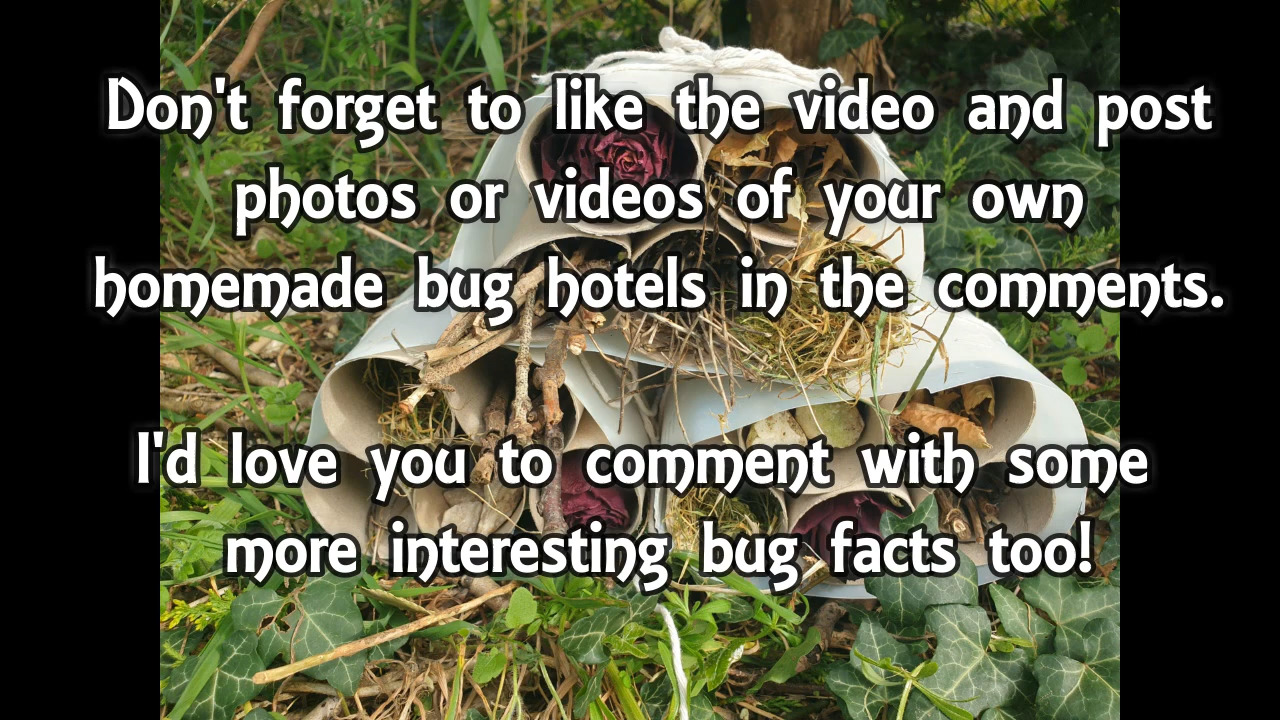 Don't forget to like the video and post
photos or videos of your own
homemade bug hotels in the comments.
I'd love you to comment with some
more interesting bug facts too!